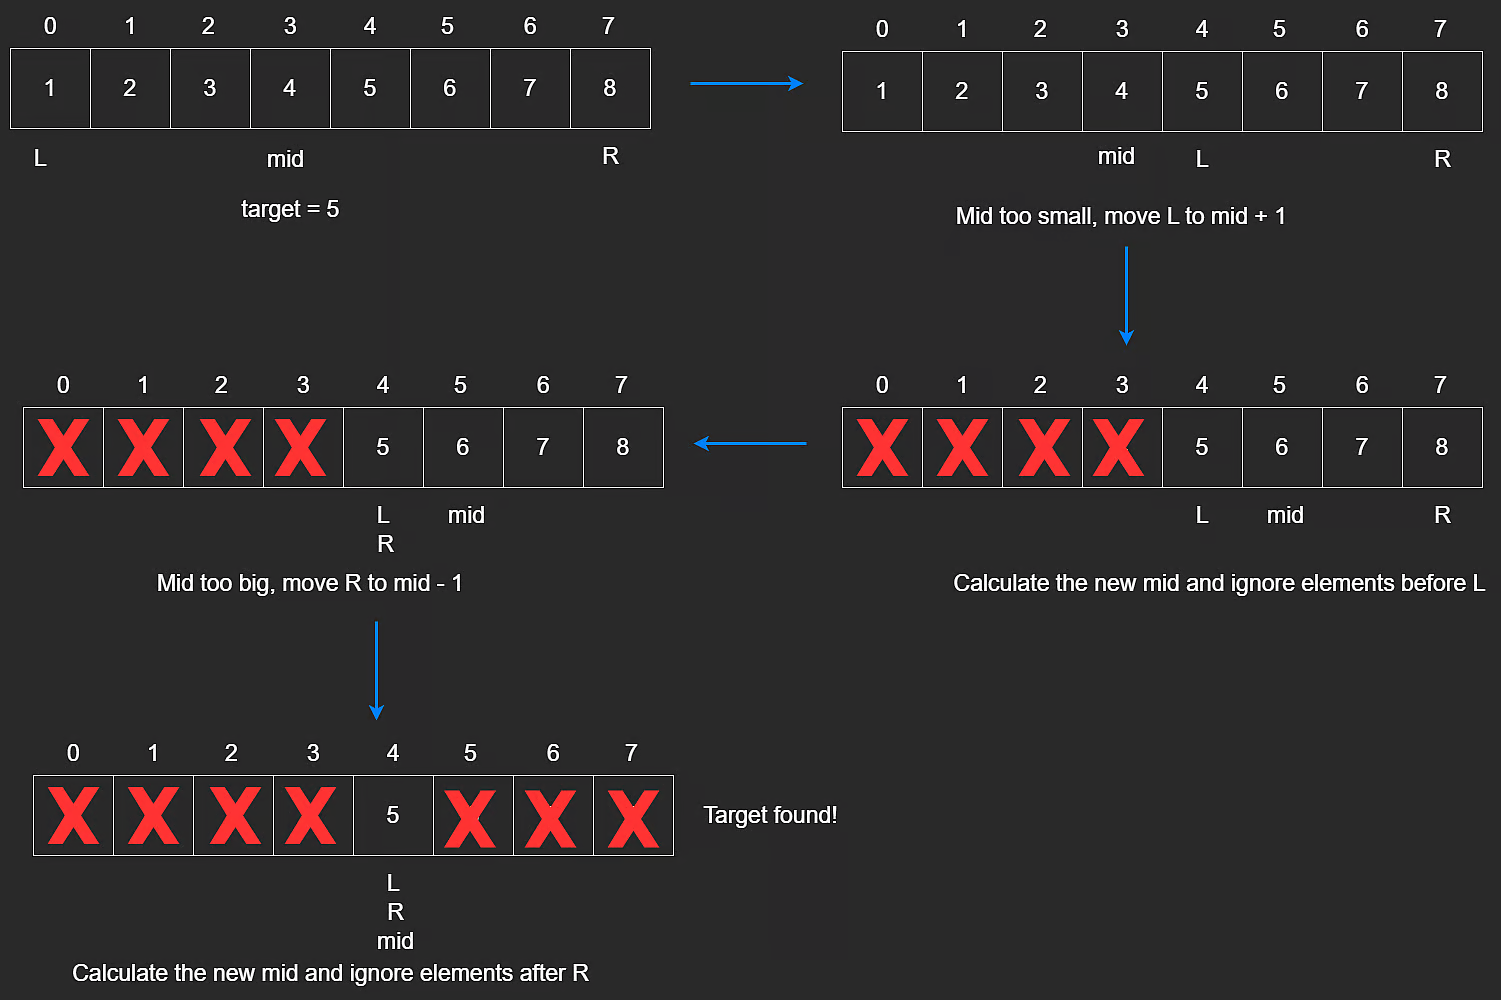 0 1 2 3 4 5 6 7
1 2 3 4 5 6 7 8
L mid R
target = 5
0 1 2 3 4 5 6 7
1 2 3 4 5 6 7 8
mid L R
Mid too small, move L to mid + 1
0 1 2 3 4 5 6 7
X X X X 5 6 7 8
L mid R
Calculate the new mid and ignore elements before L
0 1 2 3 4 5 6 7
X X X X 5 6 7 8
L mid
R
Mid too big, move R to mid - 1
0 1 2 3 4 5 6 7
X X X X 5 X X X
Target found!
L
R
mid
Calculate the new mid and ignore elements after R